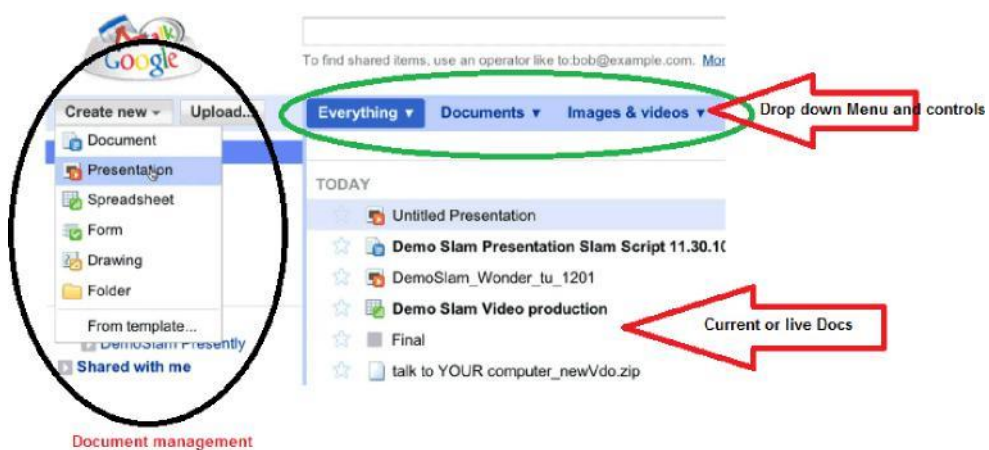 talk
Google
To find shared items, use an operator like to:bob@example.com. Mor
Create new
Upload...
Everything
Documents
Images & videos
Drop down Menu and controls
Document
Presentation
Spreadsheet
Form
Drawing
Folder
From template...
DemoSlam Presently
Shared with me
TODAY
Untitled Presentation
Demo Slam Presentation Slam Script 11.30.10
DemoSlam_Wonder_tu_1201
Demo Slam Video production
Final
talk to YOUR computer_newVdo.zip
Current or live Docs
Document management